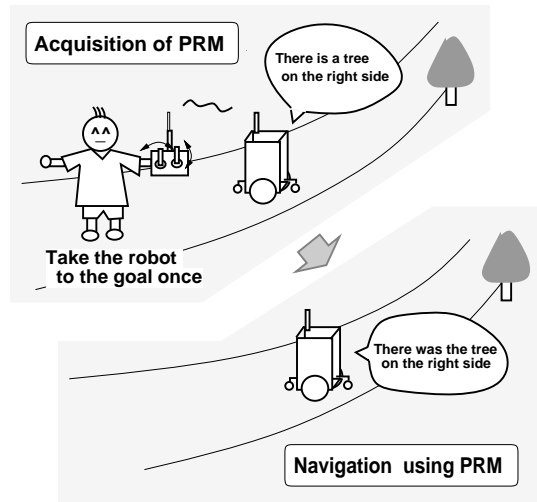 Acquisition of PRM
There is a tree
on the right side
Take the robot
to the goal once
There was the tree
on the right side
Navigation using PRM